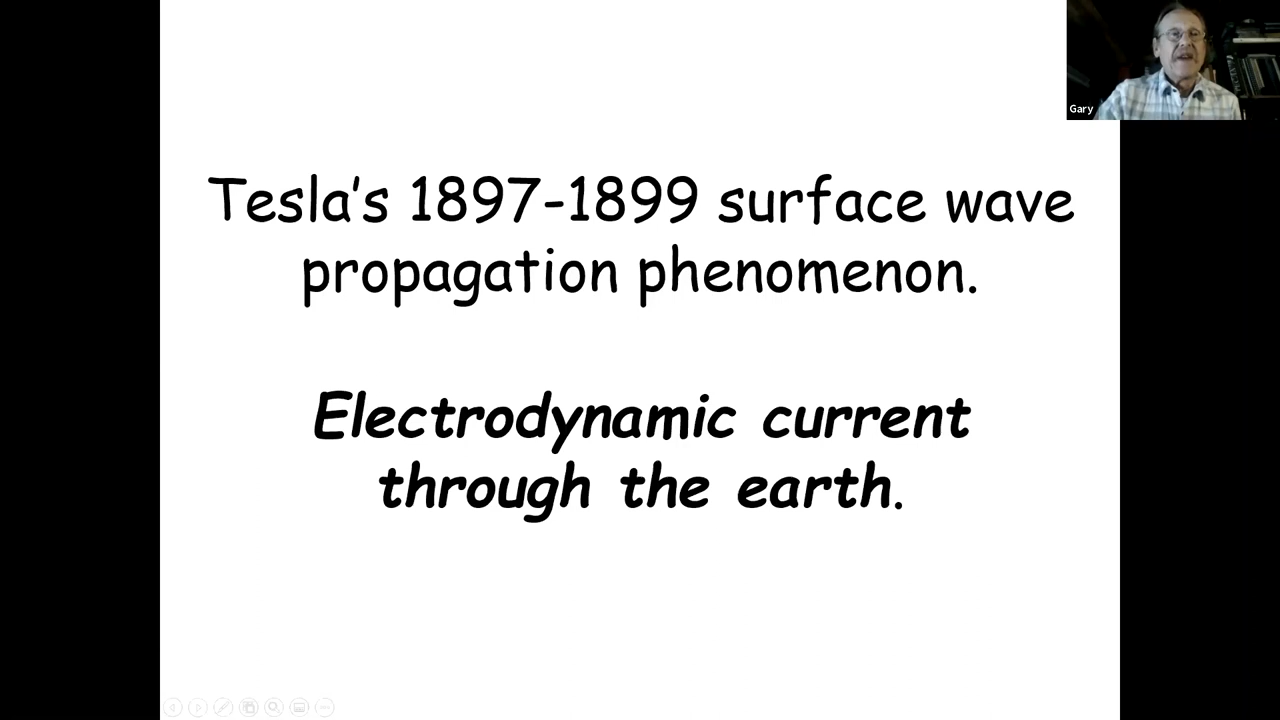 Gary
Tesla's 1897-1899 surface wave
propagation phenomenon.
Electrodynamic current
through the earth.